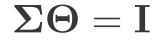 ΣΘ = I